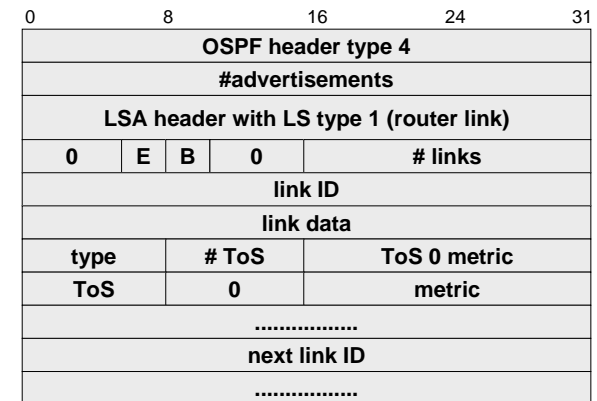 0 8 16 24 31
OSPF header type 4
#advertisements
LSA header with LS type 1 (router link)
0 E B 0 # links
link ID
link data
type # ToS ToS 0 metric
ToS 0 metric
.................
next link ID
.................